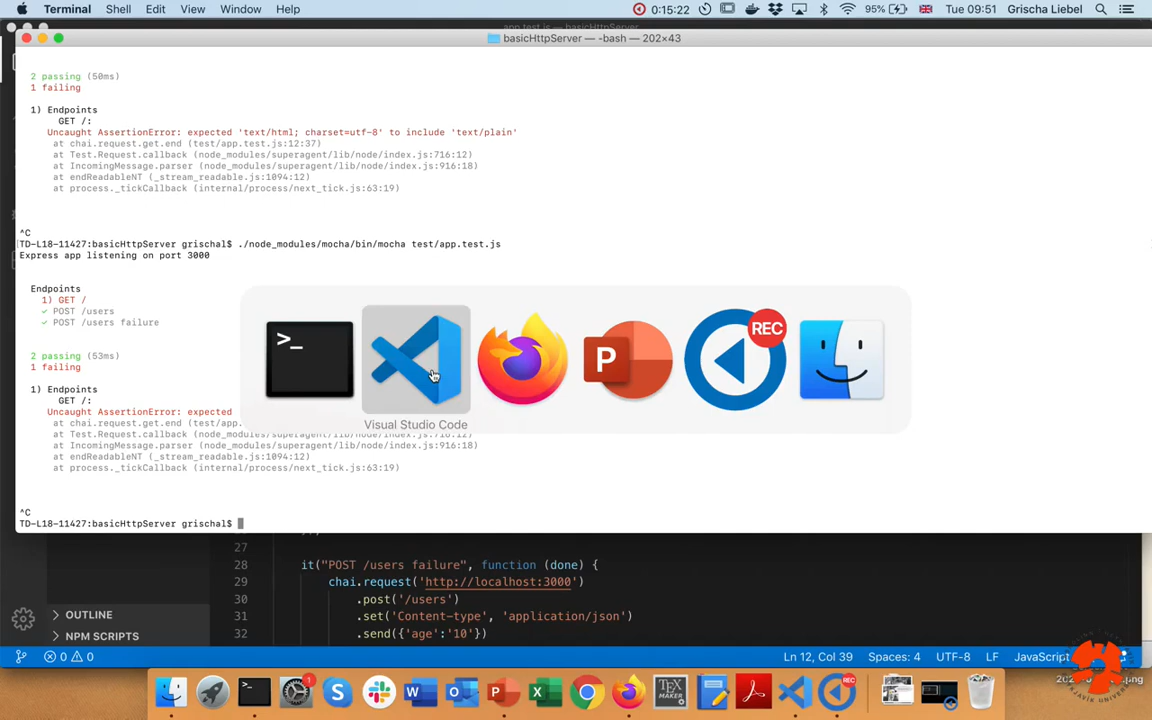 Terminal Shell Edit View Window Help 0:15:22 95% Tue 09:51 Grischa Liebel
app.test.js — basicHttpServer
basicHttpServer — -bash — 202×43
2 passing (50ms)
1 failing
1) Endpoints
GET /:
Uncaught AssertionError: expected 'text/html; charset=utf-8' to include 'text/plain'
at chai.request.get.end (test/app.test.js:12:37)
at Test.Request.callback (node_modules/superagent/lib/node/index.js:716:12)
at IncomingMessage.parser (node_modules/superagent/lib/node/index.js:916:18)
at endReadableNT (_stream_readable.js:1094:12)
at process._tickCallback (internal/process/next_tick.js:63:19)
^C
TD-L18-11427:basicHttpServer grischal$ ./node_modules/mocha/bin/mocha test/app.test.js
Express app listening on port 3000
Endpoints
1) GET /
✓ POST /users
✓ POST /users failure
>_
P
REC
2 passing (53ms)
1 failing
1) Endpoints
GET /:
Uncaught AssertionError: expected
at chai.request.get.end (test/app.
Visual Studio Code
at Test.Request.callback (node_modules/superagent/lib/node/index.js:716:12)
at IncomingMessage.parser (node_modules/superagent/lib/node/index.js:916:18)
at endReadableNT (_stream_readable.js:1094:12)
at process._tickCallback (internal/process/next_tick.js:63:19)
^C
TD-L18-11427:basicHttpServer grischal$
27
28 it("POST /users failure", function (done) {
29 chai.request('http://localhost:3000')
30 .post('/users')
31 .set('Content-type', 'application/json')
32 .send({'age':'10'})
OUTLINE
NPM SCRIPTS
0 0 Ln 12, Col 39 Spaces: 4 UTF-8 LF JavaScript